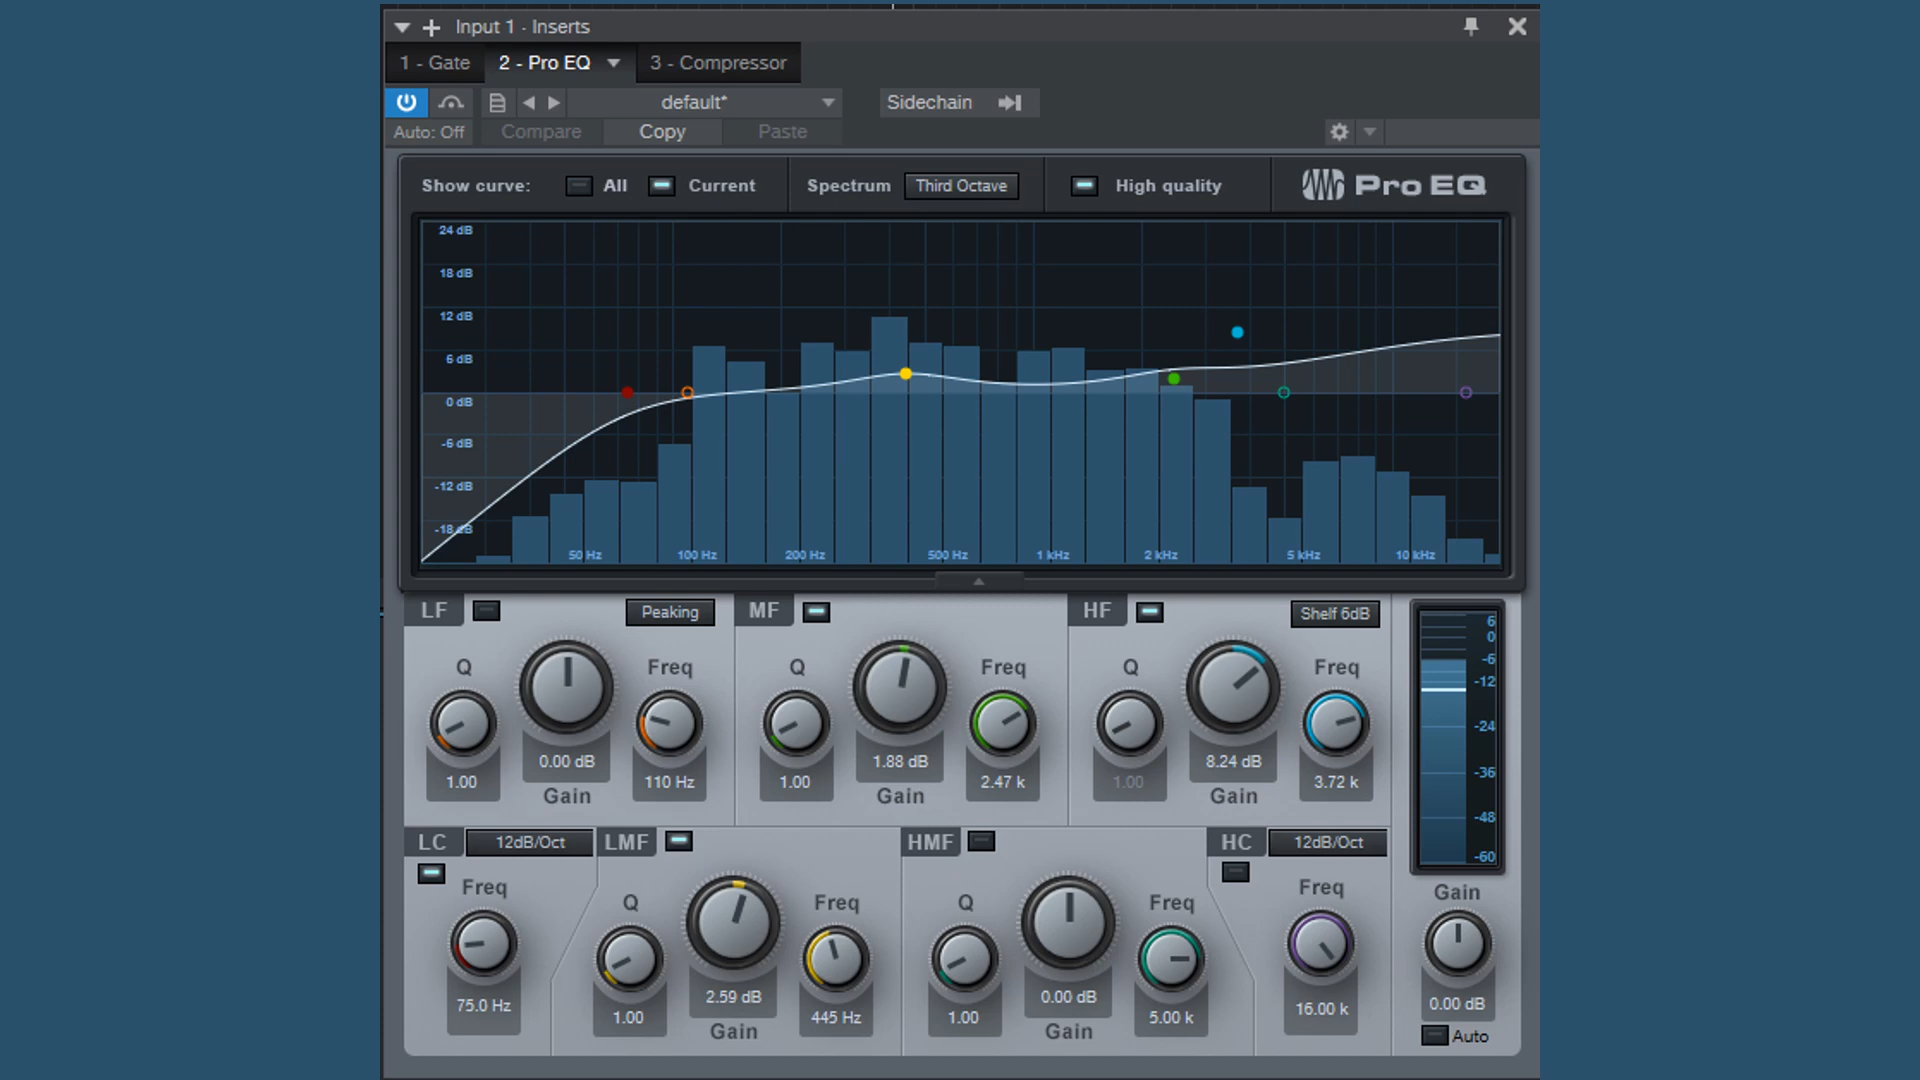 Input 1 - Inserts
1 - Gate 2 - Pro EQ 3 - Compressor
default* Sidechain
Auto: Off Compare Copy Paste
Show curve: All Current Spectrum Third Octave High quality Pro EQ
24 dB
18 dB
12 dB
6 dB
0 dB
-6 dB
-12 dB
-18 dB
50 Hz 100 Hz 200 Hz 500 Hz 1 kHz 2 kHz 5 kHz 10 kHz
LF Peaking MF HF Shelf 6dB
Q Freq Q Freq Q Freq
0.00 dB 1.88 dB 8.24 dB
1.00 110 Hz 1.00 2.47 k 1.00 3.72 k
Gain Gain Gain
6
0
-6
-12
-24
-36
-48
-60
LC 12dB/Oct LMF HMF HC 12dB/Oct
Freq Q Freq Q Freq Freq Gain
75.0 Hz 2.59 dB 0.00 dB 16.00 k 0.00 dB
1.00 445 Hz 1.00 5.00 k
Gain Gain Auto